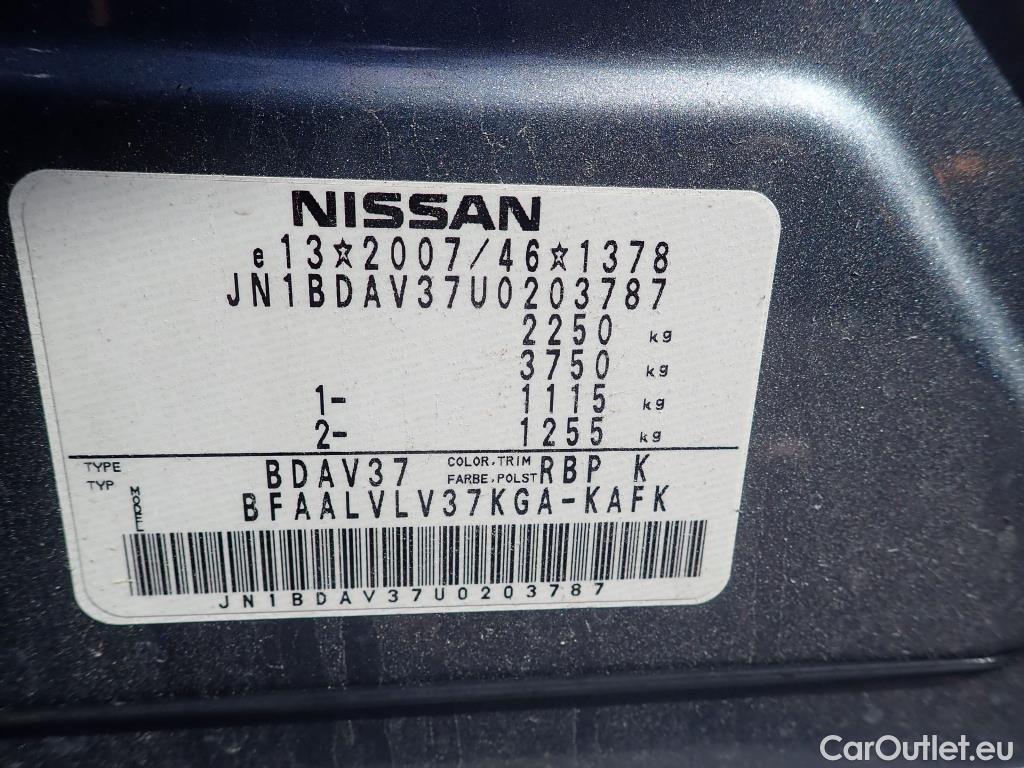 NISSAN
e13☆2007/46☆1378
JN1BDAV37U0203787
2250 kg
3750 kg
1- 1115 kg
2- 1255 kg
TYPE BDAV37 COLOR.TRIM RBP K
TYP FARBE.POLST
MODELL BFAALVLV37KGA-KAFK
JN1BDAV37U0203787
CarOutlet.eu